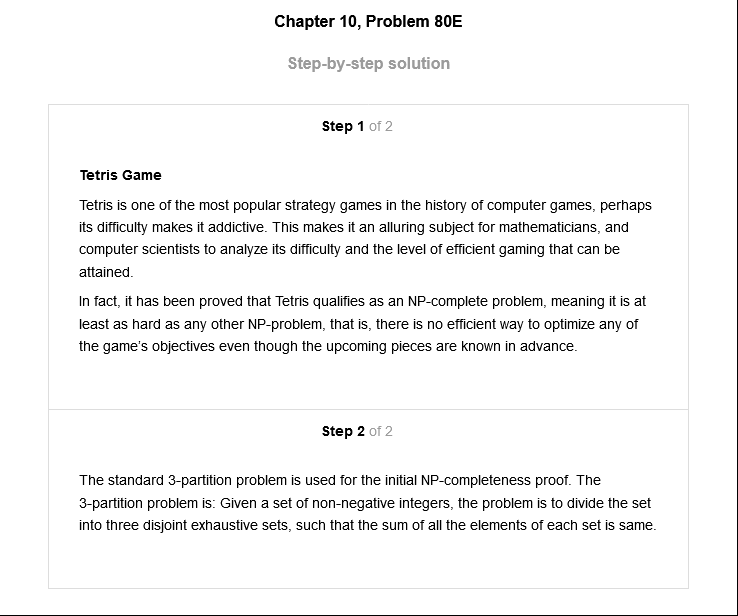 Chapter 10, Problem 80E
Step-by-step solution
Step 1 of 2
Tetris Game
Tetris is one of the most popular strategy games in the history of computer games, perhaps
its difficulty makes it addictive. This makes it an alluring subject for mathematicians, and
computer scientists to analyze its difficulty and the level of efficient gaming that can be
attained.
In fact, it has been proved that Tetris qualifies as an NP-complete problem, meaning it is at
least as hard as any other NP-problem, that is, there is no efficient way to optimize any of
the game's objectives even though the upcoming pieces are known in advance.
Step 2 of 2
The standard 3-partition problem is used for the initial NP-completeness proof. The
3-partition problem is: Given a set of non-negative integers, the problem is to divide the set
into three disjoint exhaustive sets, such that the sum of all the elements of each set is same.